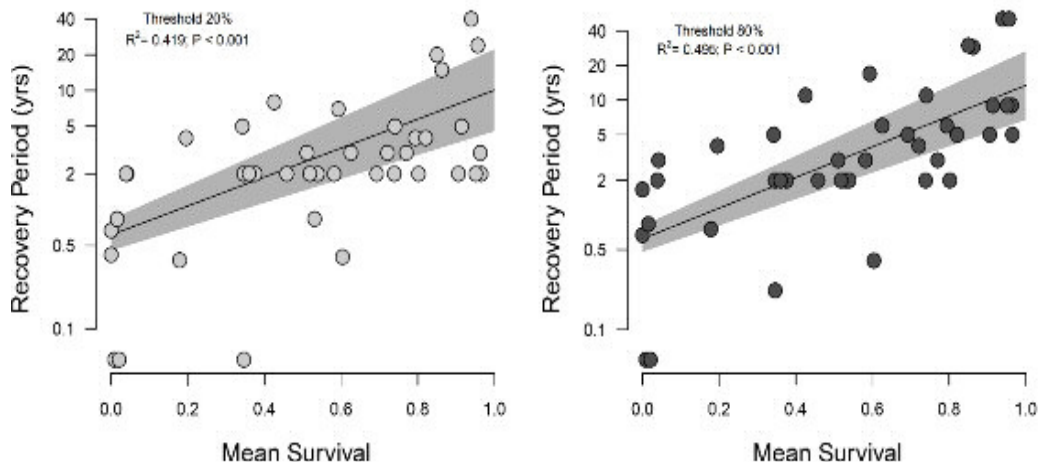 Threshold 20%
R²= 0.419; P < 0.001
Recovery Period (yrs)
40
20
10
5
2
0.5
0.1
0.0 0.2 0.4 0.6 0.8 1.0
Mean Survival
Threshold 80%
R²= 0.495; P < 0.001
Recovery Period (yrs)
40
20
10
5
2
0.5
0.1
0.0 0.2 0.4 0.6 0.8 1.0
Mean Survival